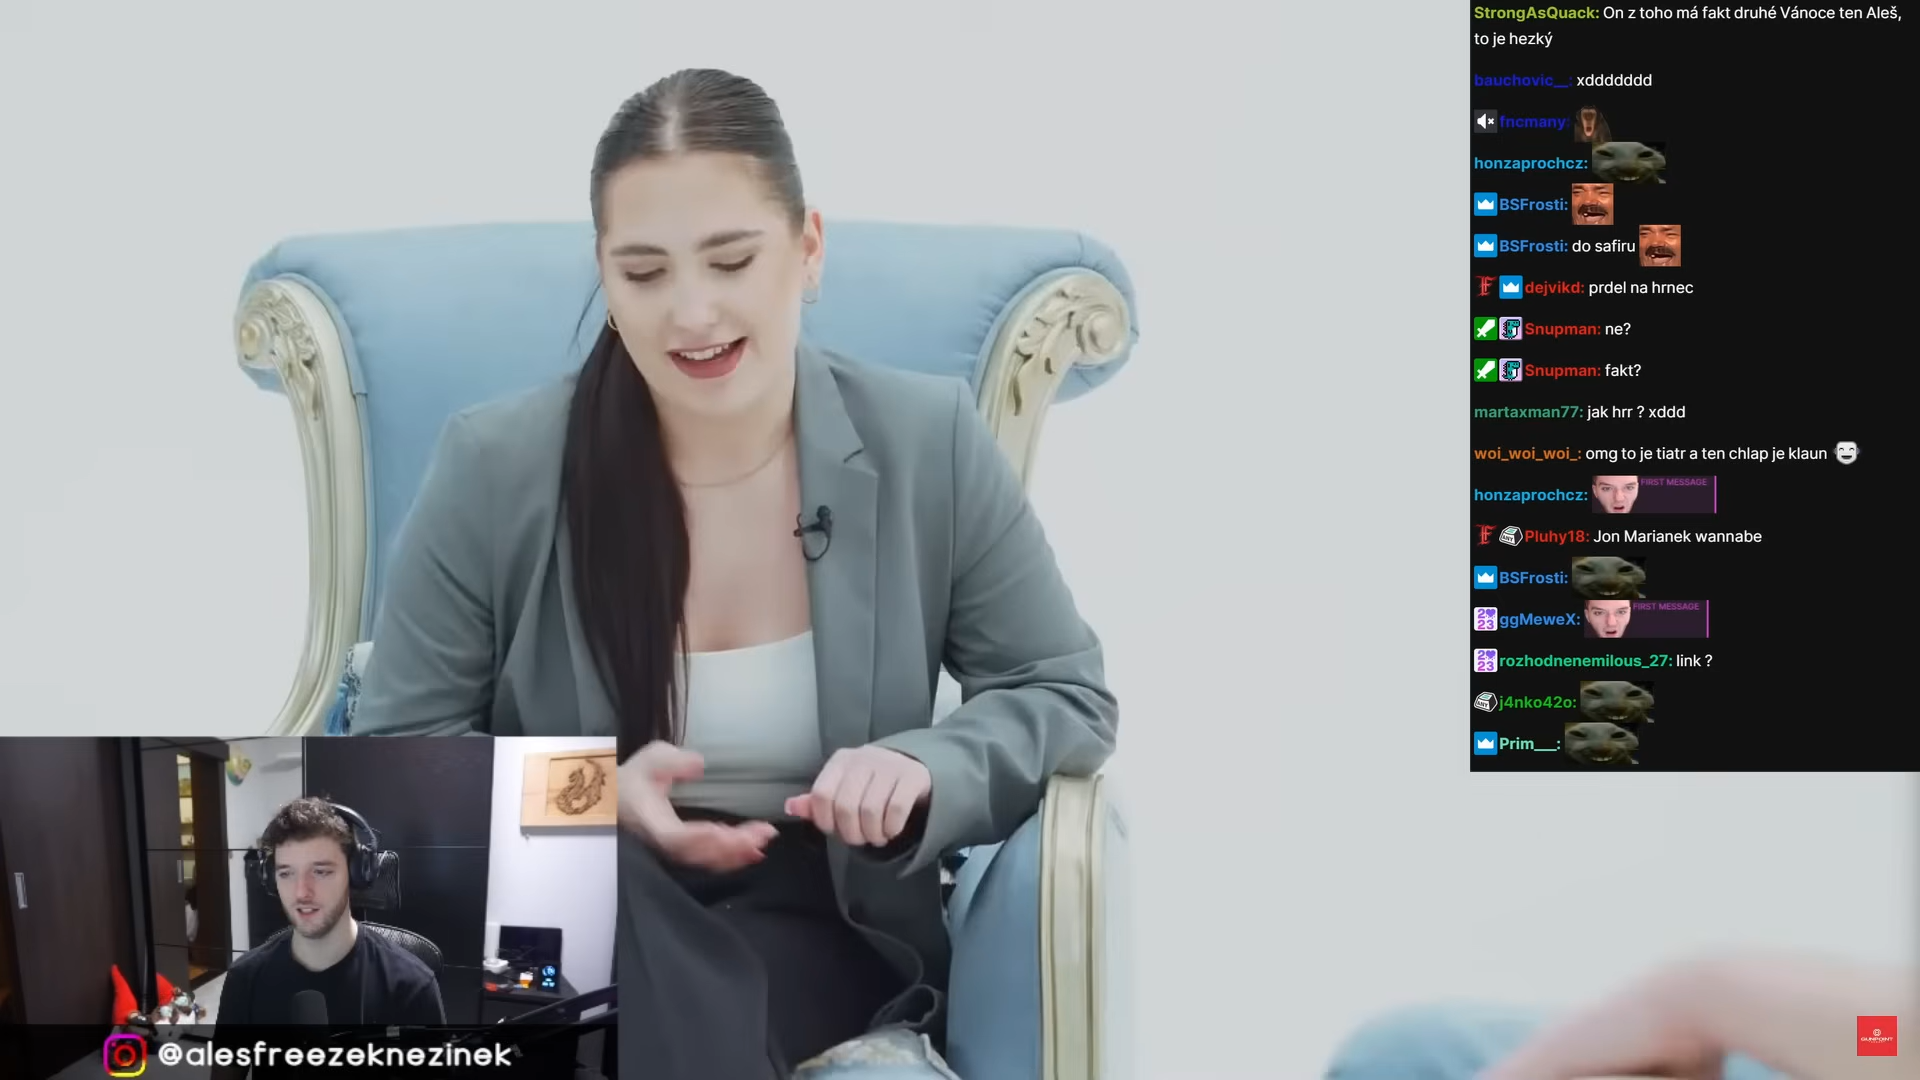 StrongAsQuack: On z toho má fakt druhé Vánoce ten Aleš,
to je hezký
bauchovic__: xddddddd
fncmany:
honzaprochcz:
BSFrosti:
BSFrosti: do safiru
dejvikd: prdel na hrnec
Snupman: ne?
Snupman: fakt?
martaxman77: jak hrr ? xddd
woi_woi_woi_: omg to je tiatr a ten chlap je klaun
honzaprochcz: FIRST MESSAGE
Pluhy18: Jon Marianek wannabe
BSFrosti:
ggMeweX: FIRST MESSAGE
rozhodnenemilous_27: link ?
j4nko42o:
Prim___:
@alesfreezeknezinek
GUNPOINT